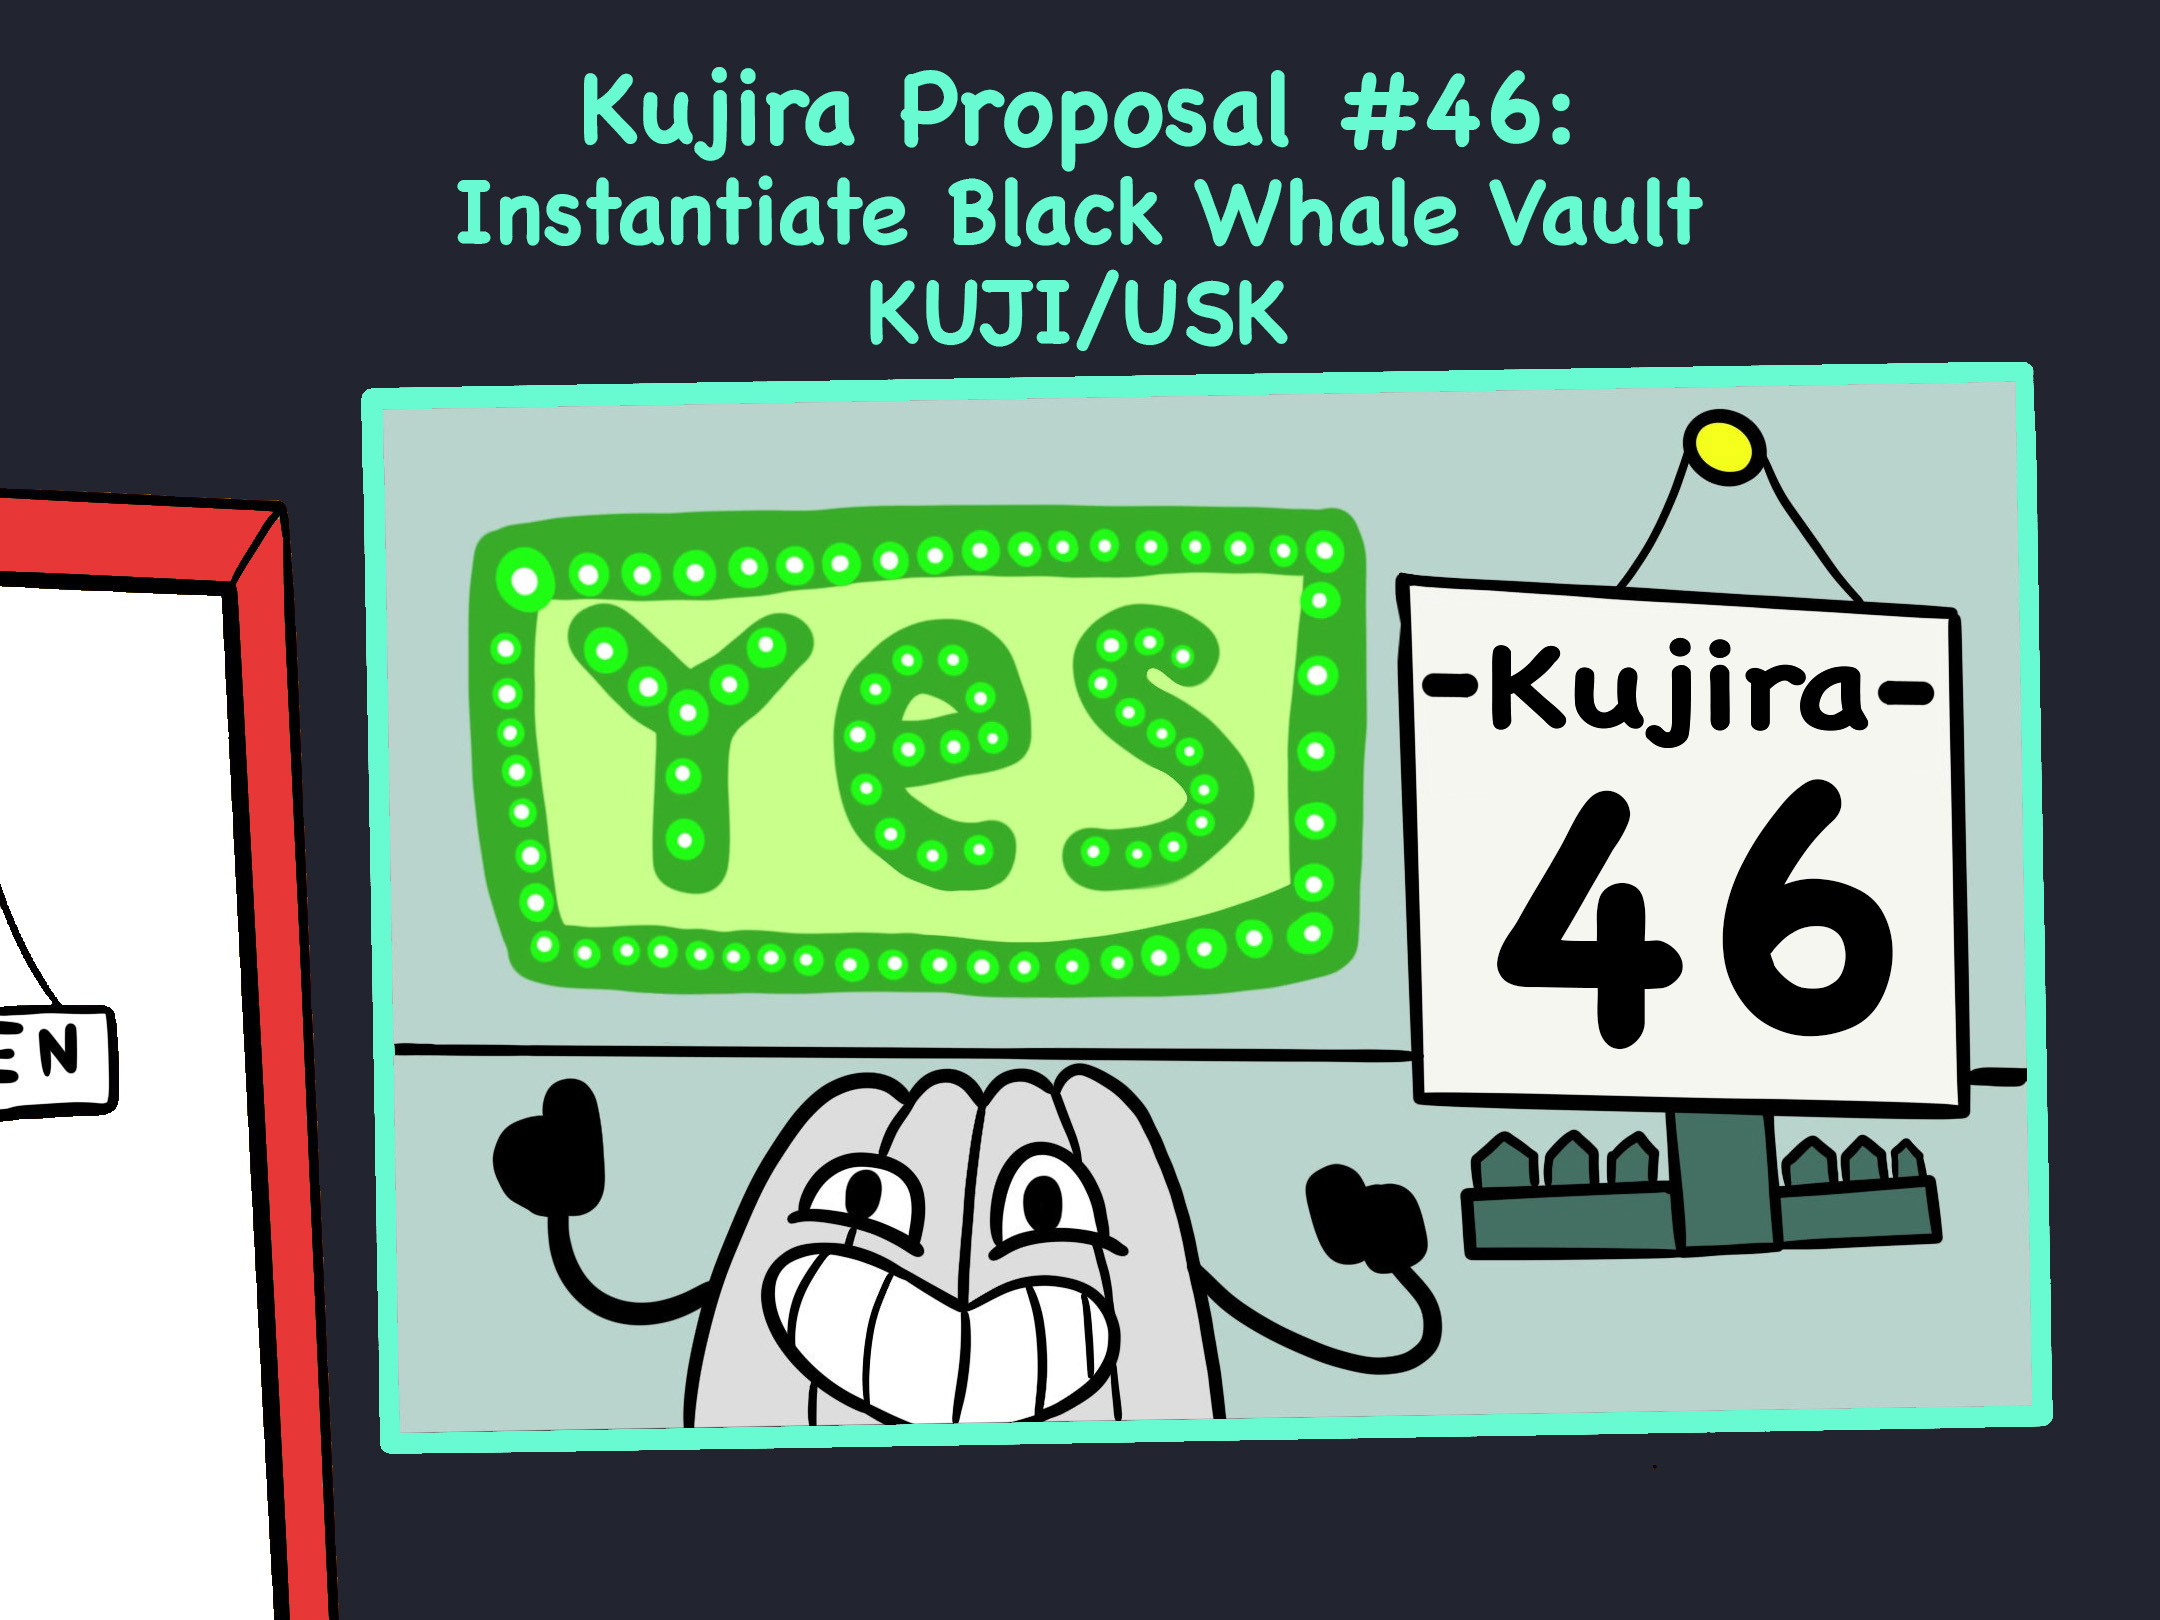 Kujira Proposal #46:
Instantiate Black Whale Vault
KUJI/USK
Yes
-Kujira-
46
N